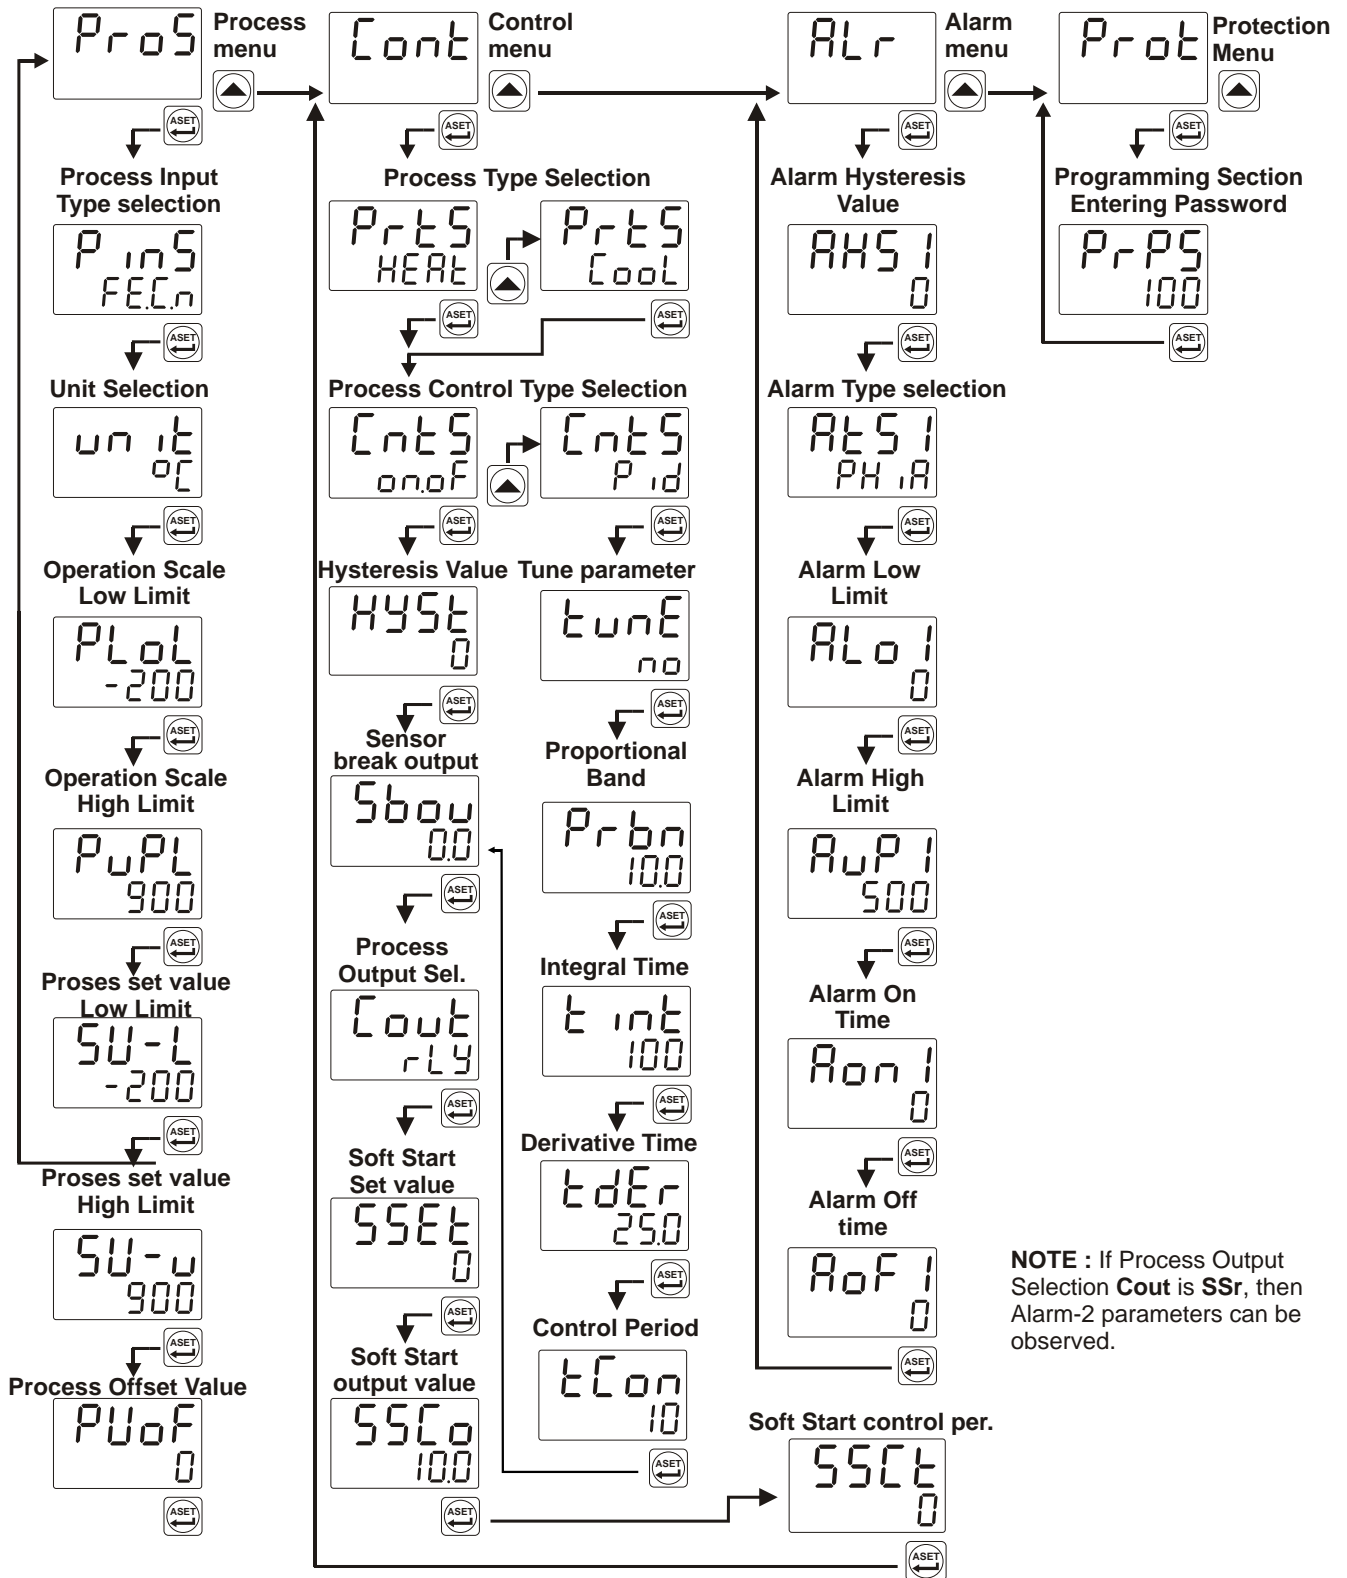 ProS
Process
menu
ASET
Process Input
Type selection
PinS
FE.C.n
ASET
Unit Selection
unit
°C
ASET
Operation Scale
Low Limit
PLoL
-200
ASET
Operation Scale
High Limit
PuPL
900
ASET
Proses set value
Low Limit
SU-L
-200
ASET
Proses set value
High Limit
SU-u
900
ASET
Process Offset Value
PUoF
0
ASET
Cont
Control
menu
ASET
Process Type Selection
PrtS
HEAt
ASET
PrtS
CooL
ASET
Process Control Type Selection
CntS
on.oF
ASET
CntS
Pid
ASET
Hysteresis Value
HYSt
0
ASET
Sensor
break output
Sbou
0.0
ASET
Process
Output Sel.
Cout
rLY
ASET
Soft Start
Set value
SSEt
0
ASET
Soft Start
output value
SSCo
10.0
ASET
Tune parameter
tunE
no
ASET
Proportional
Band
Prbn
10.0
ASET
Integral Time
tint
100
ASET
Derivative Time
tdEr
25.0
ASET
Control Period
tCon
10
ASET
Soft Start control per.
SSCt
0
ASET
ALr
Alarm
menu
ASET
Alarm Hysteresis
Value
AHS1
0
ASET
Alarm Type selection
AtS1
PHiA
ASET
Alarm Low
Limit
ALo1
0
ASET
Alarm High
Limit
AuP1
500
ASET
Alarm On
Time
Aon1
0
ASET
Alarm Off
time
AoF1
0
ASET
Prot
Protection
Menu
ASET
Programming Section
Entering Password
PrPS
100
ASET
NOTE : If Process Output
Selection Cout is SSr, then
Alarm-2 parameters can be
observed.